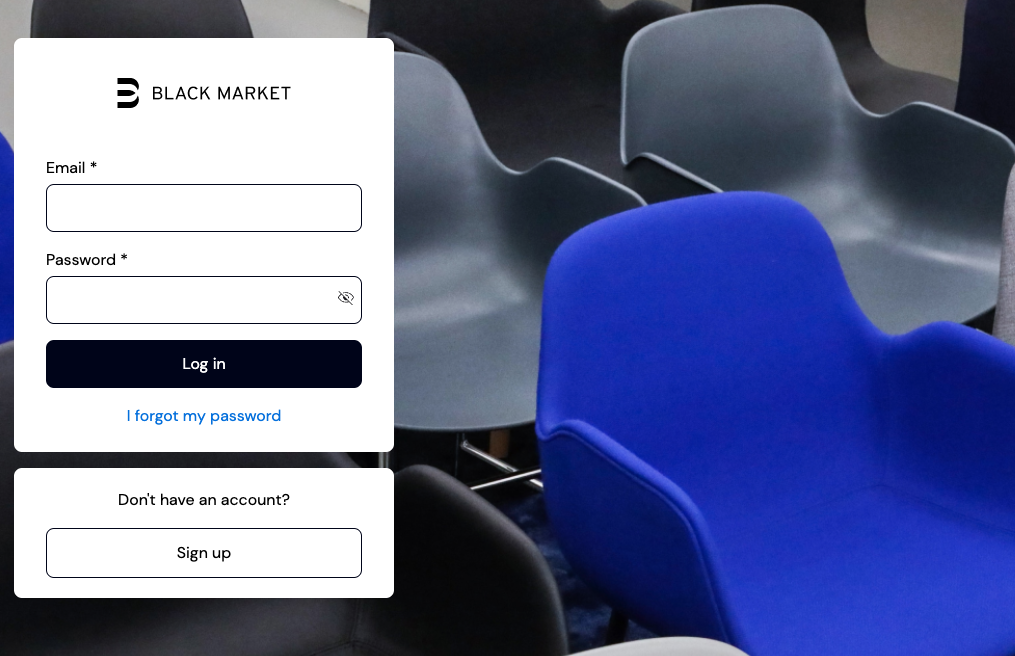 BLACK MARKET
Email *
Password *
Log in
I forgot my password
Don't have an account?
Sign up